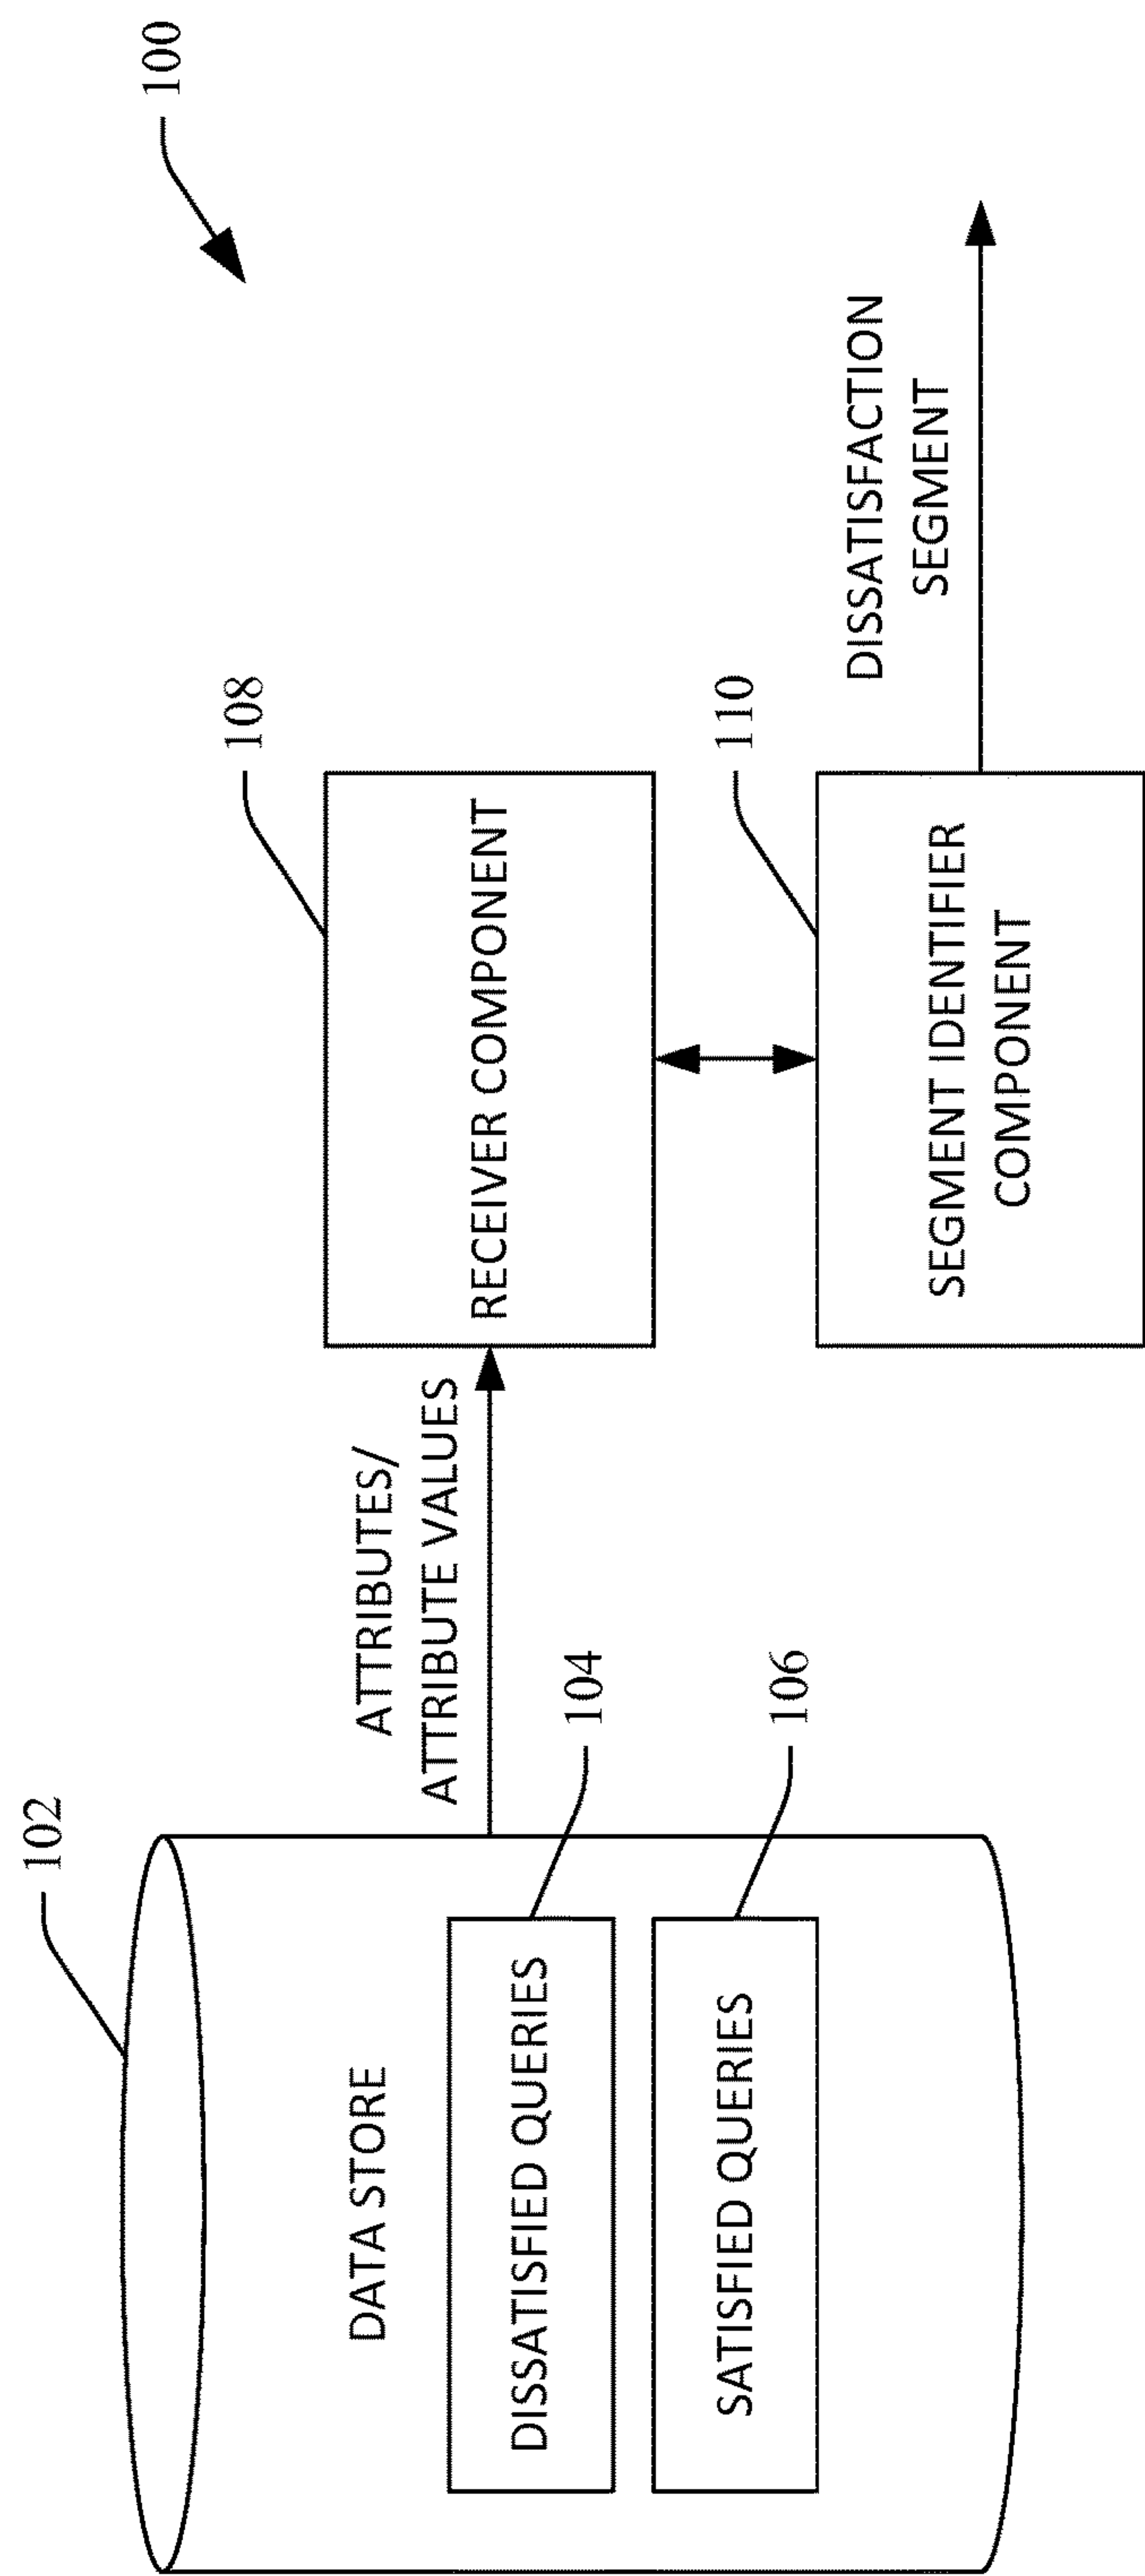 100
102
DATA STORE
DISSATISFIED QUERIES
104
SATISFIED QUERIES
106
ATTRIBUTES/
ATTRIBUTE VALUES
108
RECEIVER COMPONENT
110
SEGMENT IDENTIFIER
COMPONENT
DISSATISFACTION
SEGMENT